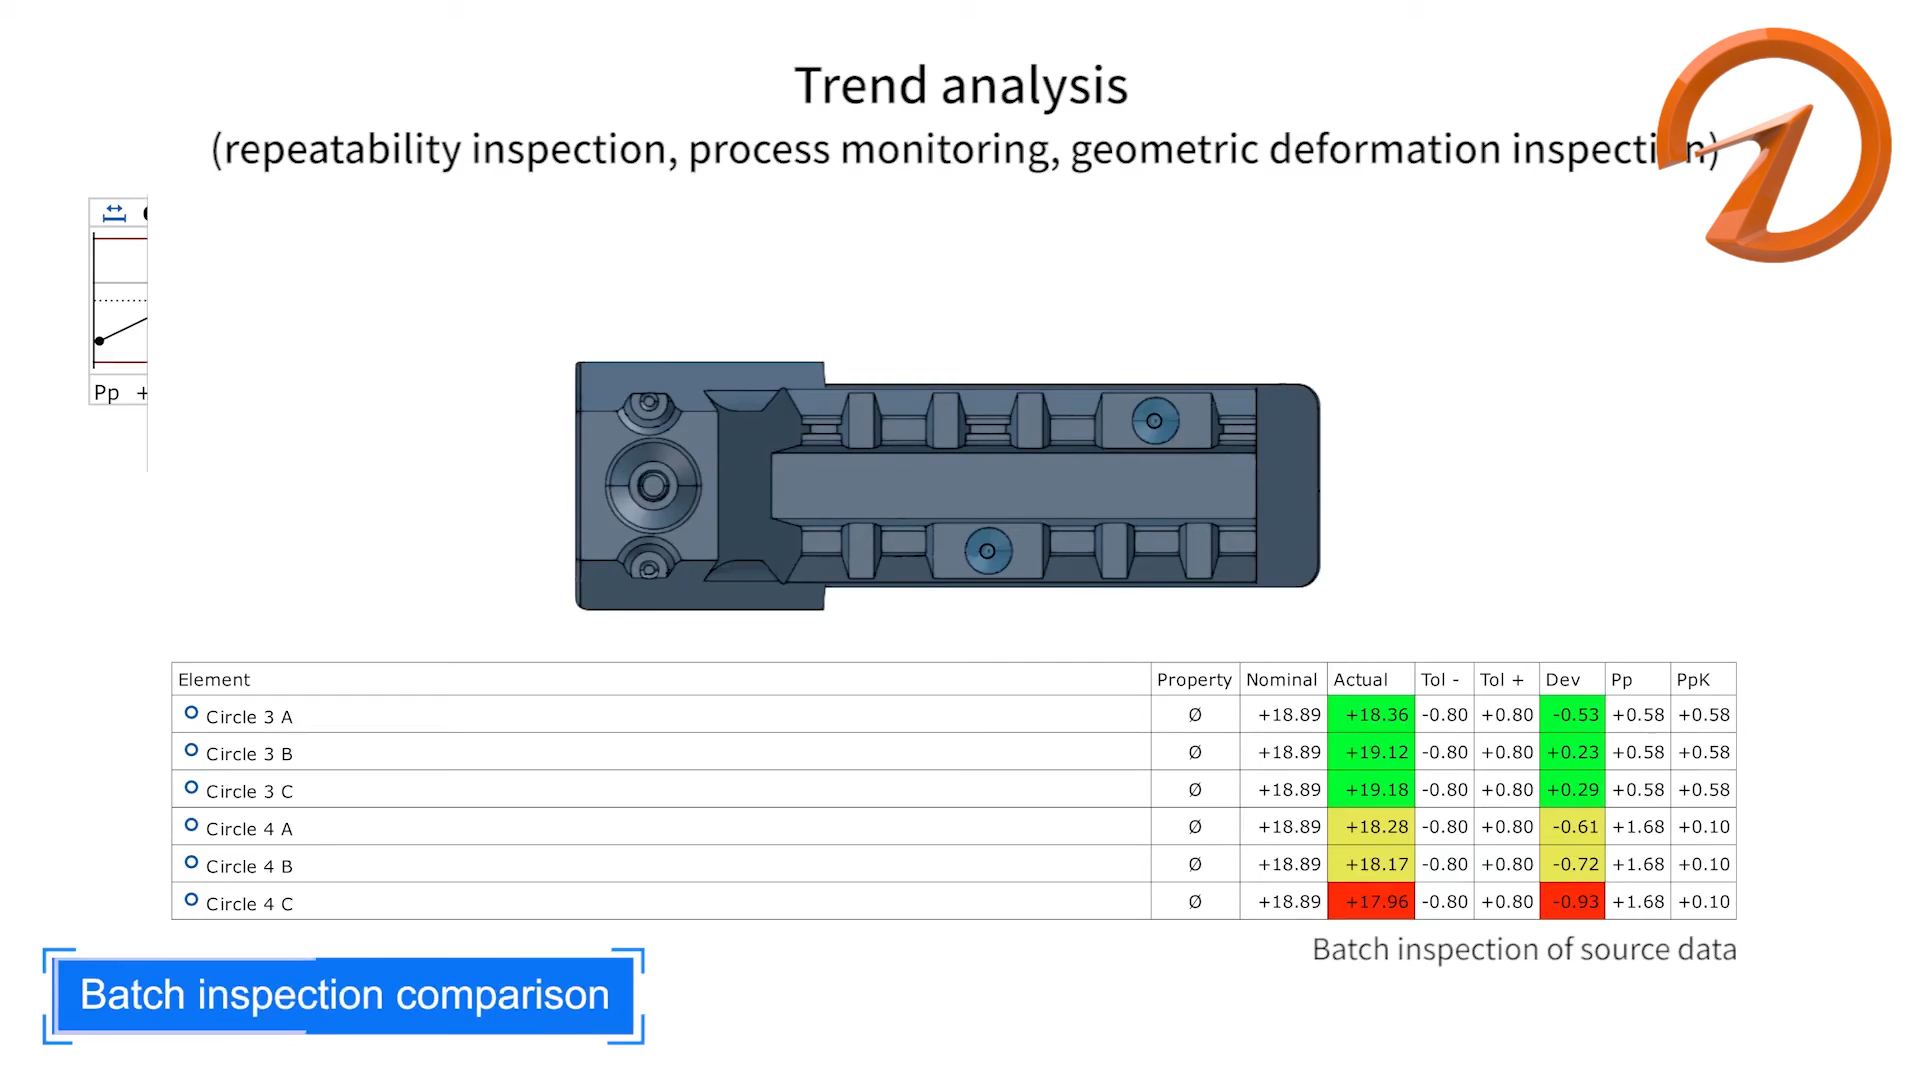 Trend analysis
(repeatability inspection, process monitoring, geometric deformation inspection)
Pp +
Element Property Nominal Actual Tol - Tol + Dev Pp PpK
Circle 3 A Ø +18.89 +18.36 -0.80 +0.80 -0.53 +0.58 +0.58
Circle 3 B Ø +18.89 +19.12 -0.80 +0.80 +0.23 +0.58 +0.58
Circle 3 C Ø +18.89 +19.18 -0.80 +0.80 +0.29 +0.58 +0.58
Circle 4 A Ø +18.89 +18.28 -0.80 +0.80 -0.61 +1.68 +0.10
Circle 4 B Ø +18.89 +18.17 -0.80 +0.80 -0.72 +1.68 +0.10
Circle 4 C Ø +18.89 +17.96 -0.80 +0.80 -0.93 +1.68 +0.10
Batch inspection of source data
Batch inspection comparison